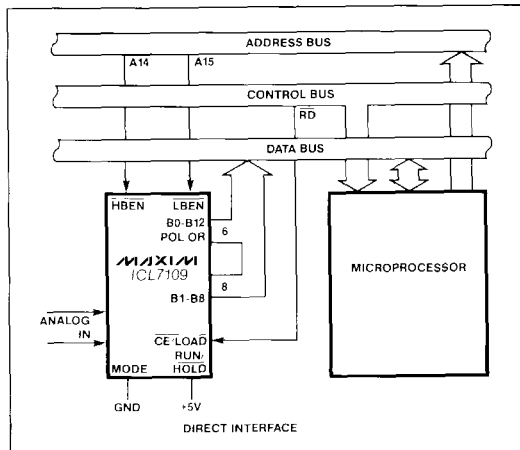 ADDRESS BUS
A14 A15
CONTROL BUS
RD
DATA BUS
HBEN LBEN
B0-B12
POL OR 6
MAXIM
ICL7109
MICROPROCESSOR
8
B1-B8
ANALOG
IN
CE/LOAD
RUN/
MODE HOLD
GND +5V
DIRECT INTERFACE